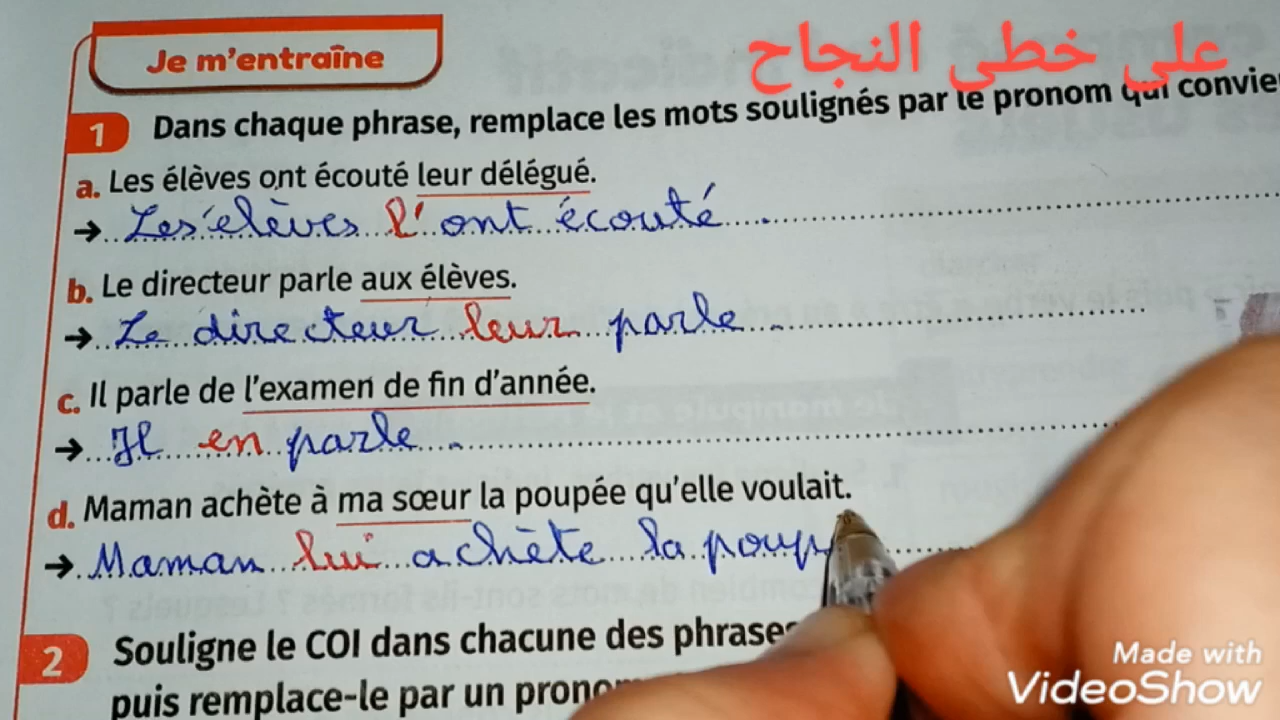 على خطى النجاح
Je m'entraîne
1 Dans chaque phrase, remplace les mots soulignés par le pronom qui convie
a. Les élèves ont écouté leur délégué.
→ Les élèves l'ont écouté.
b. Le directeur parle aux élèves.
→ Le directeur leur parle.
c. Il parle de l'examen de fin d'année.
→ Il en parle.
d. Maman achète à ma sœur la poupée qu'elle voulait.
→ Maman lui achète la poup
2 Souligne le COI dans chacune des phrases
puis remplace-le par un pronom
Made with
VideoShow